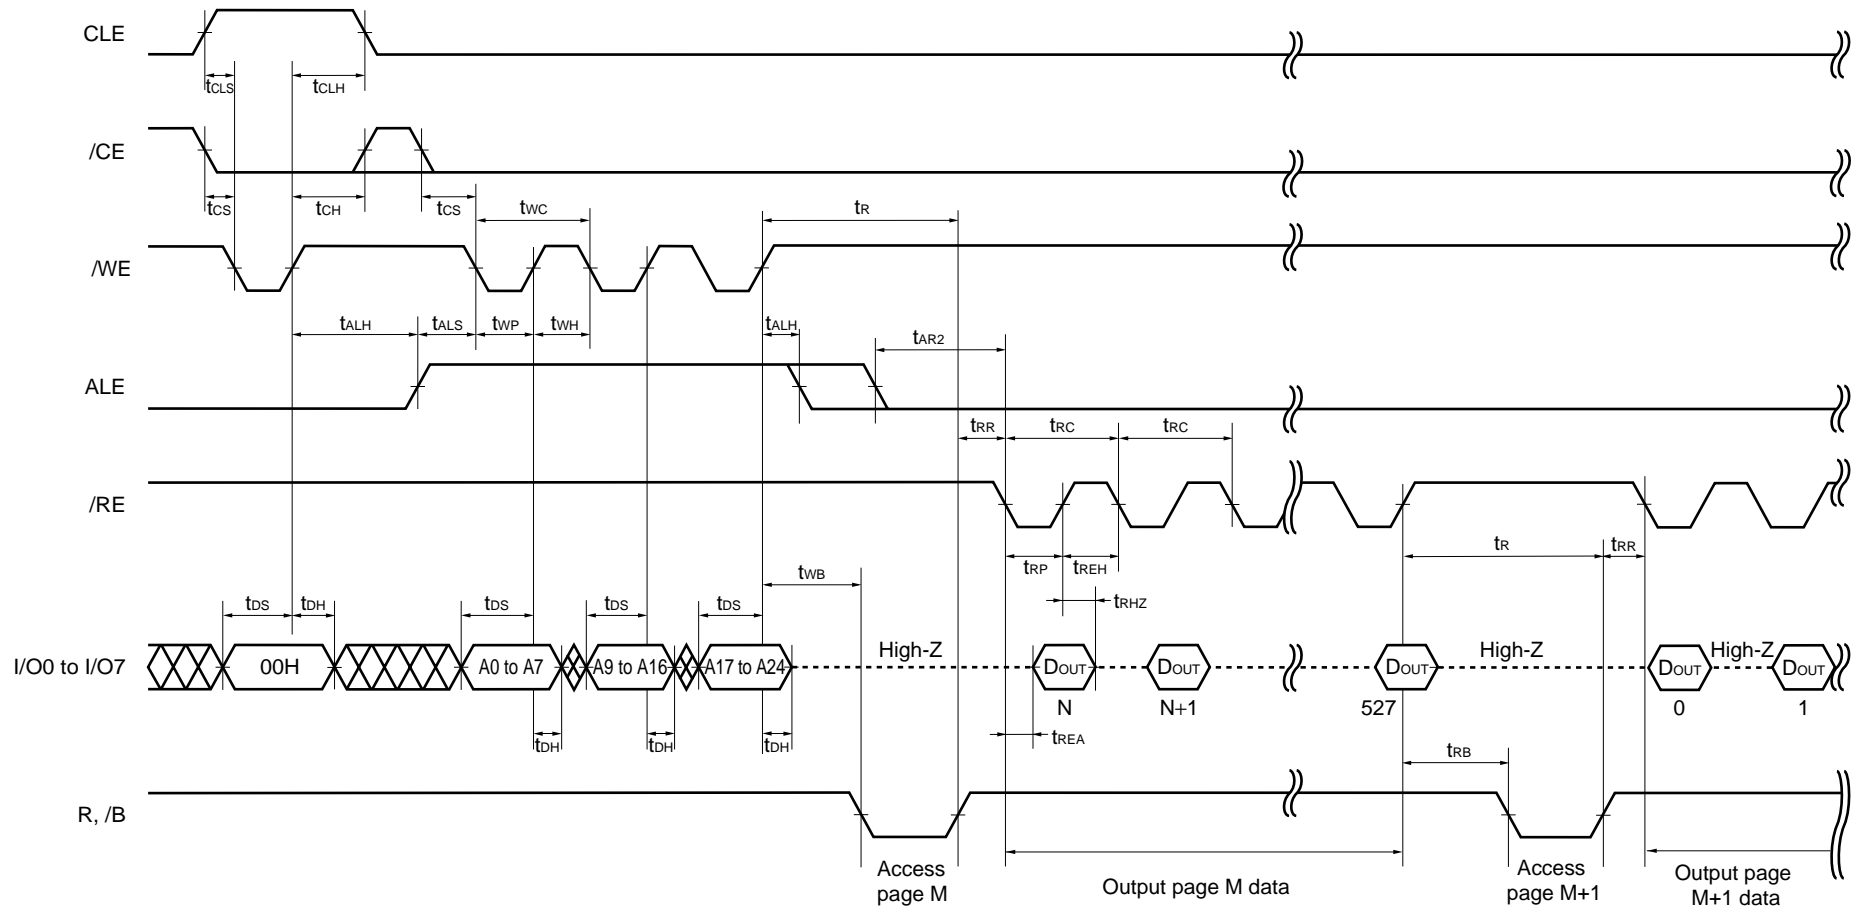 CLE
tCLS
tCLH
/CE
tCS
tCH
tCS
tWC
tR
/WE
tALH
tALS
tWP
tWH
tALH
tAR2
ALE
tRR
tRC
tRC
/RE
tR
tRR
tRP
tREH
tWB
tRHZ
tDS
tDH
tDS
tDS
tDS
I/O0 to I/O7
00H
A0 to A7
A9 to A16
A17 to A24
High-Z
DOUT
DOUT
DOUT
High-Z
DOUT
High-Z
DOUT
N
N+1
527
0
1
tDH
tDH
tDH
tREA
tRB
R, /B
Access
page M
Output page M data
Access
page M+1
Output page
M+1 data